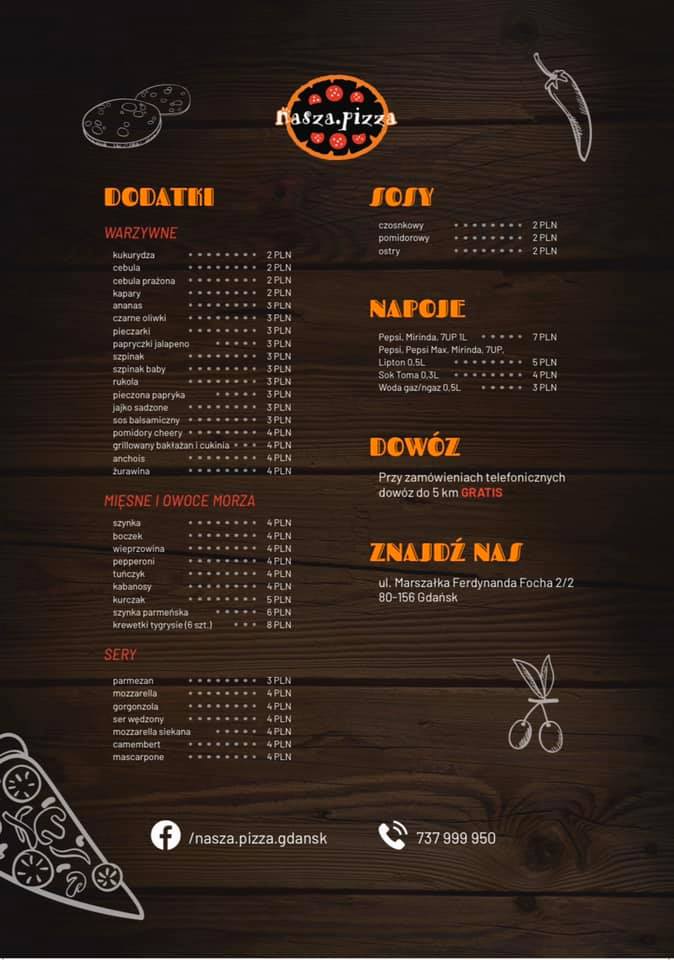 nasza.pizza
DODATKI
WARZYWNE
kukurydza 2 PLN
cebula 2 PLN
cebula prażona 2 PLN
kapary 2 PLN
ananas 3 PLN
czarne oliwki 3 PLN
pieczarki 3 PLN
papryczki jalapeno 3 PLN
szpinak 3 PLN
szpinak baby 3 PLN
rukola 3 PLN
pieczona papryka 3 PLN
jajko sadzone 3 PLN
sos balsamiczny 3 PLN
pomidory cheery 4 PLN
grillowany bakłażan i cukinia 4 PLN
anchois 4 PLN
żurawina 4 PLN
MIĘSNE I OWOCE MORZA
szynka 4 PLN
boczek 4 PLN
wieprzowina 4 PLN
pepperoni 4 PLN
tuńczyk 4 PLN
kabanosy 4 PLN
kurczak 5 PLN
szynka parmeńska 6 PLN
krewetki tygrysie (6 szt.) 8 PLN
SERY
parmezan 3 PLN
mozzarella 4 PLN
gorgonzola 4 PLN
ser wędzony 4 PLN
mozzarella siekana 4 PLN
camembert 4 PLN
mascarpone 4 PLN
SOSY
czosnkowy 2 PLN
pomidorowy 2 PLN
ostry 2 PLN
NAPOJE
Pepsi, Mirinda, 7UP 1L 7 PLN
Pepsi, Pepsi Max, Mirinda, 7UP,
Lipton 0,5L 5 PLN
Sok Toma 0,3L 4 PLN
Woda gaz/ngaz 0,5L 3 PLN
DOWÓZ
Przy zamówieniach telefonicznych
dowóz do 5 km GRATIS
ZNAJDŹ NAS
ul. Marszałka Ferdynanda Focha 2/2
80-156 Gdańsk
/nasza.pizza.gdansk
737 999 950